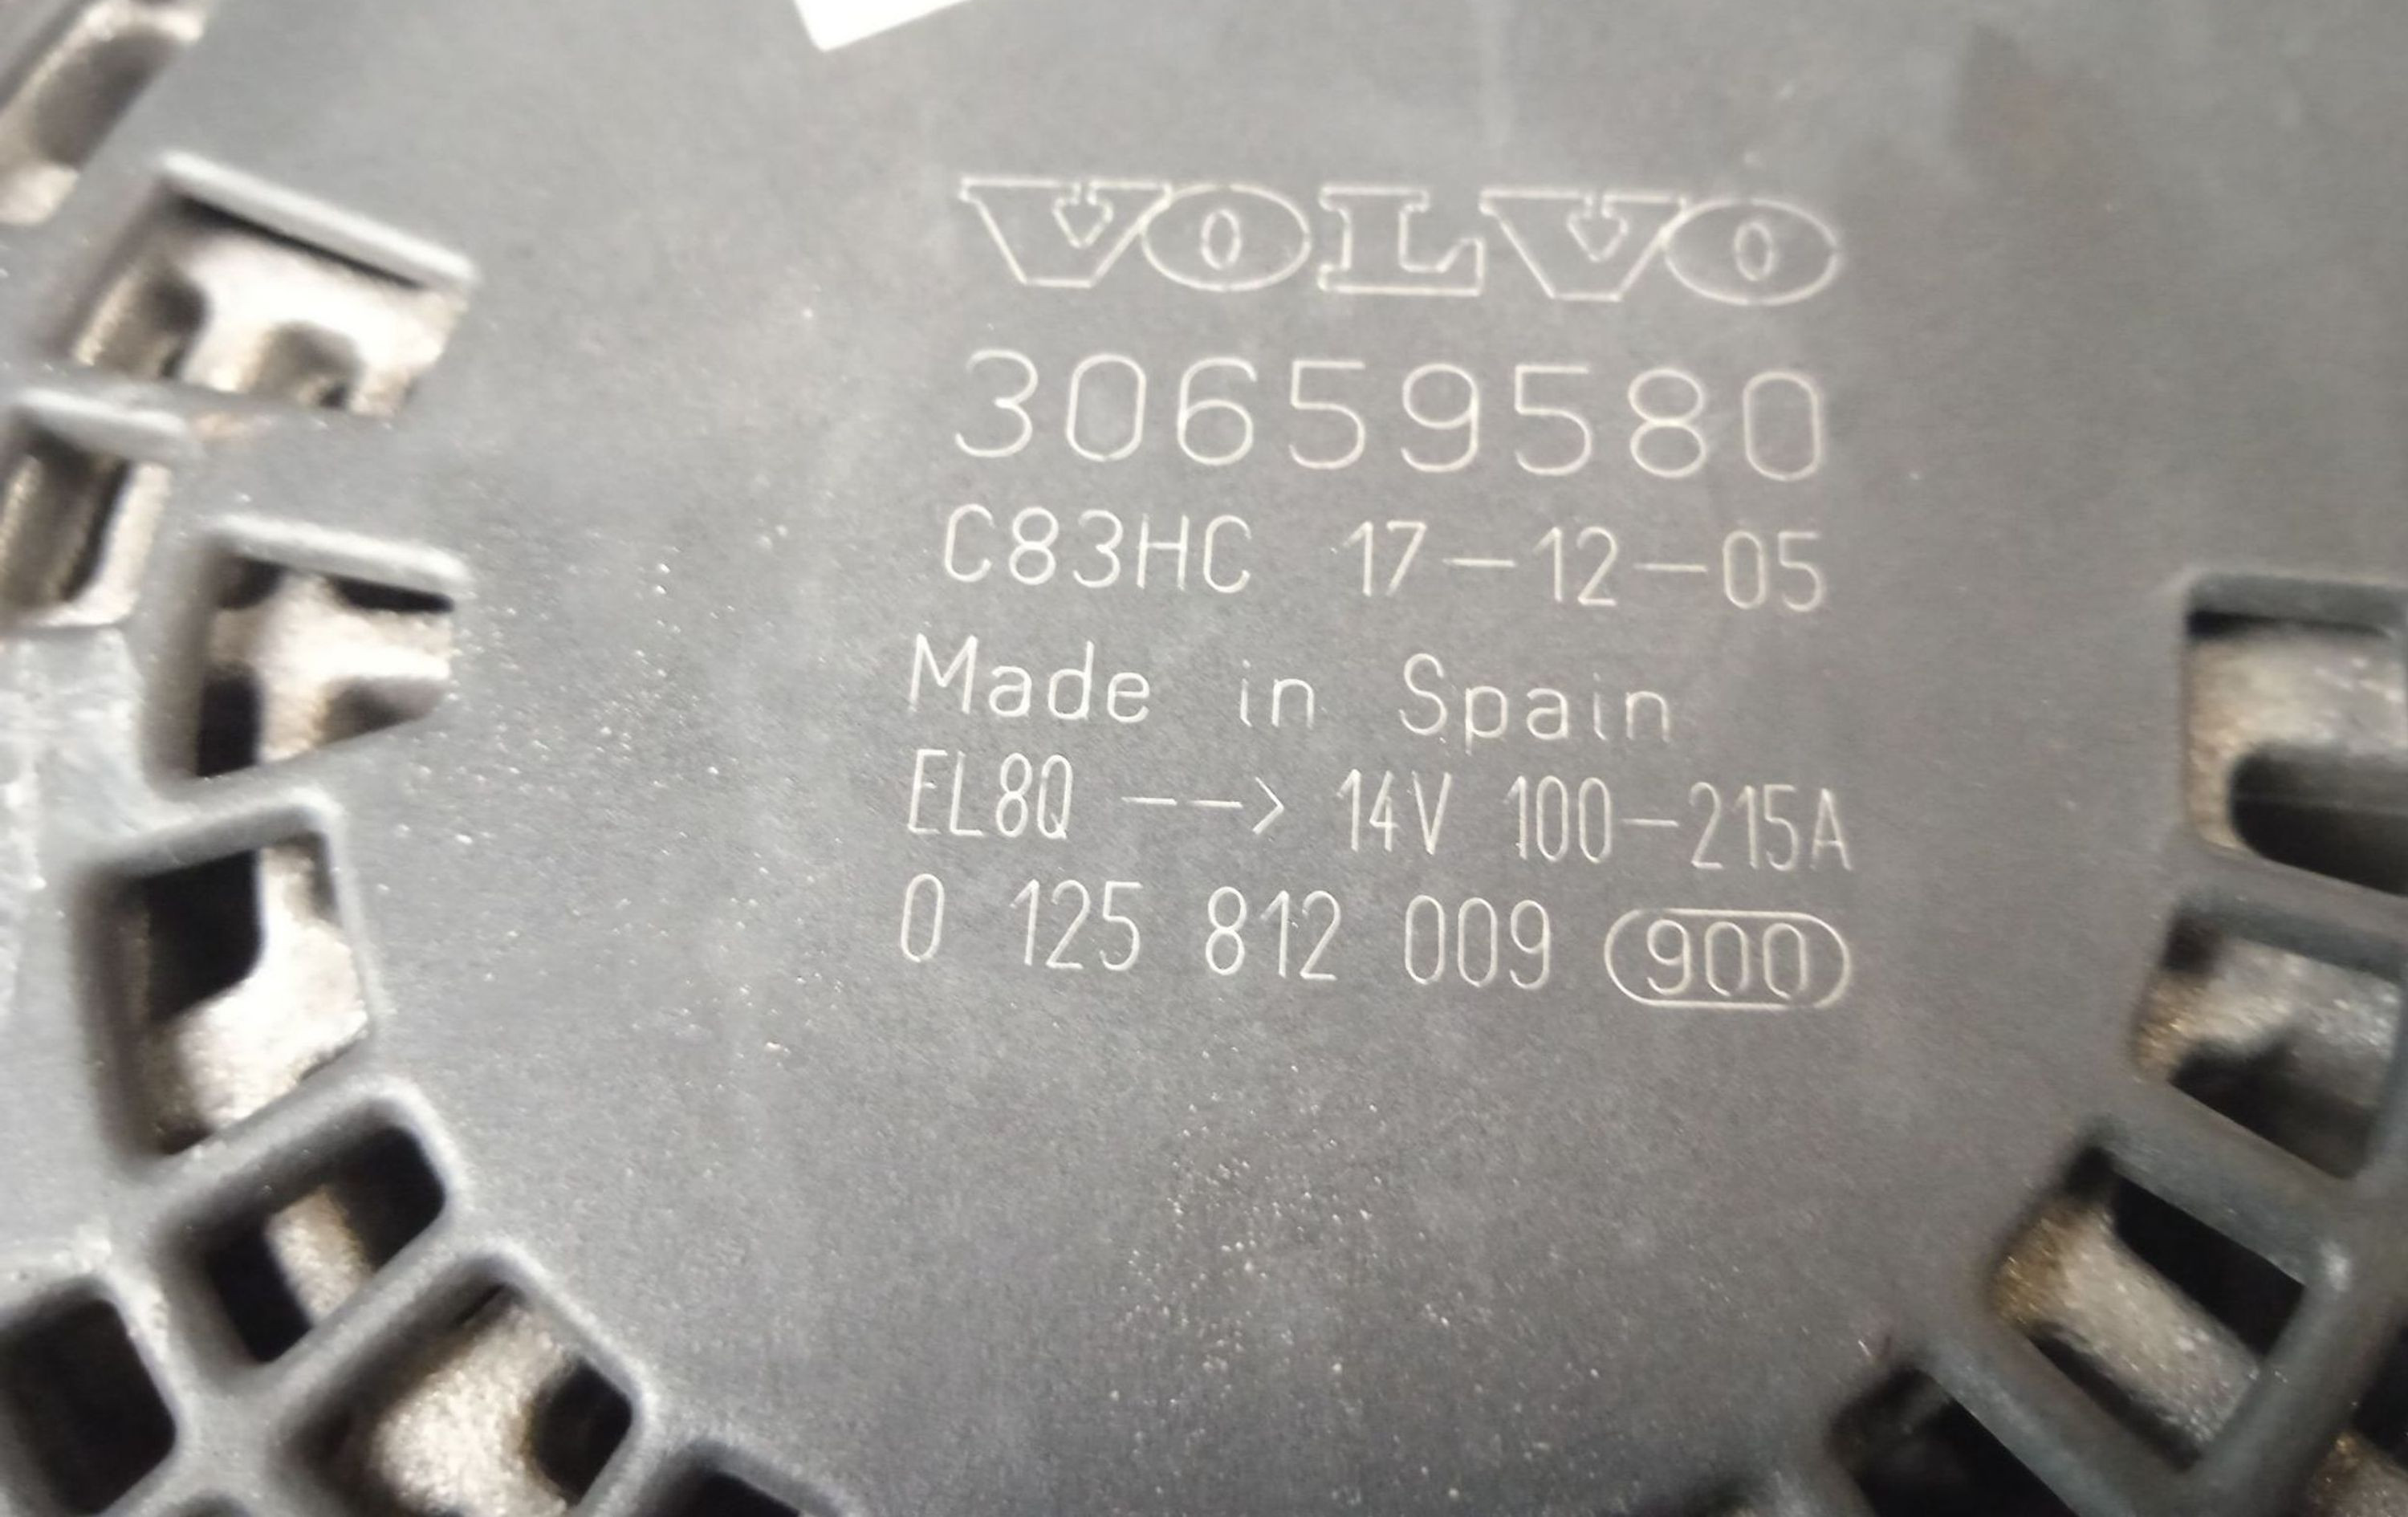 VOLVO
30659580
C83HC 17-12-05
Made in Spain
EL8Q --> 14V 100-215A
0 125 812 009 900